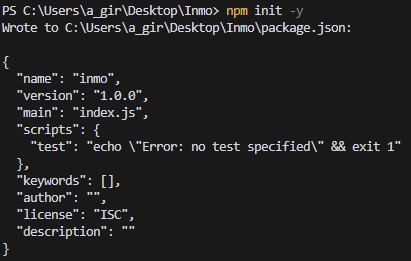 PS C:\Users\a_gir\Desktop\Inmo> npm init -y
Wrote to C:\Users\a_gir\Desktop\Inmo\package.json:

{
  "name": "inmo",
  "version": "1.0.0",
  "main": "index.js",
  "scripts": {
    "test": "echo \"Error: no test specified\" && exit 1"
  },
  "keywords": [],
  "author": "",
  "license": "ISC",
  "description": ""
}